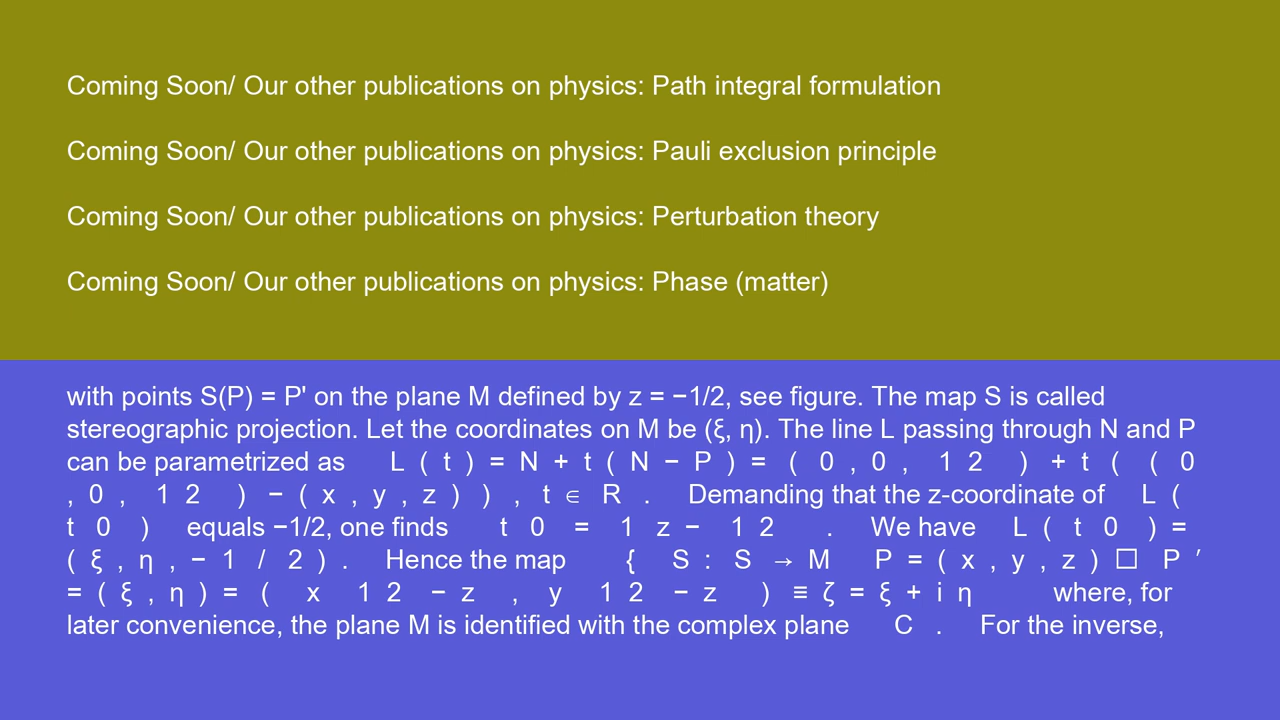 Coming Soon/ Our other publications on physics: Path integral formulation
Coming Soon/ Our other publications on physics: Pauli exclusion principle
Coming Soon/ Our other publications on physics: Perturbation theory
Coming Soon/ Our other publications on physics: Phase (matter)
with points S(P) = P' on the plane M defined by z = −1/2, see figure. The map S is called
stereographic projection. Let the coordinates on M be (ξ, η). The line L passing through N and P
can be parametrized as L ( t ) = N + t ( N − P ) = ( 0 , 0 , 1 2 ) + t ( ( 0
, 0 , 1 2 ) − ( x , y , z ) ) , t ∈ R . Demanding that the z-coordinate of L (
t 0 ) equals −1/2, one finds t 0 = 1 z − 1 2 . We have L ( t 0 ) =
( ξ , η , − 1 / 2 ) . Hence the map { S : S → M P = ( x , y , z ) □ P ′
= ( ξ , η ) = ( x 1 2 − z , y 1 2 − z ) ≡ ζ = ξ + i η where, for
later convenience, the plane M is identified with the complex plane C . For the inverse,